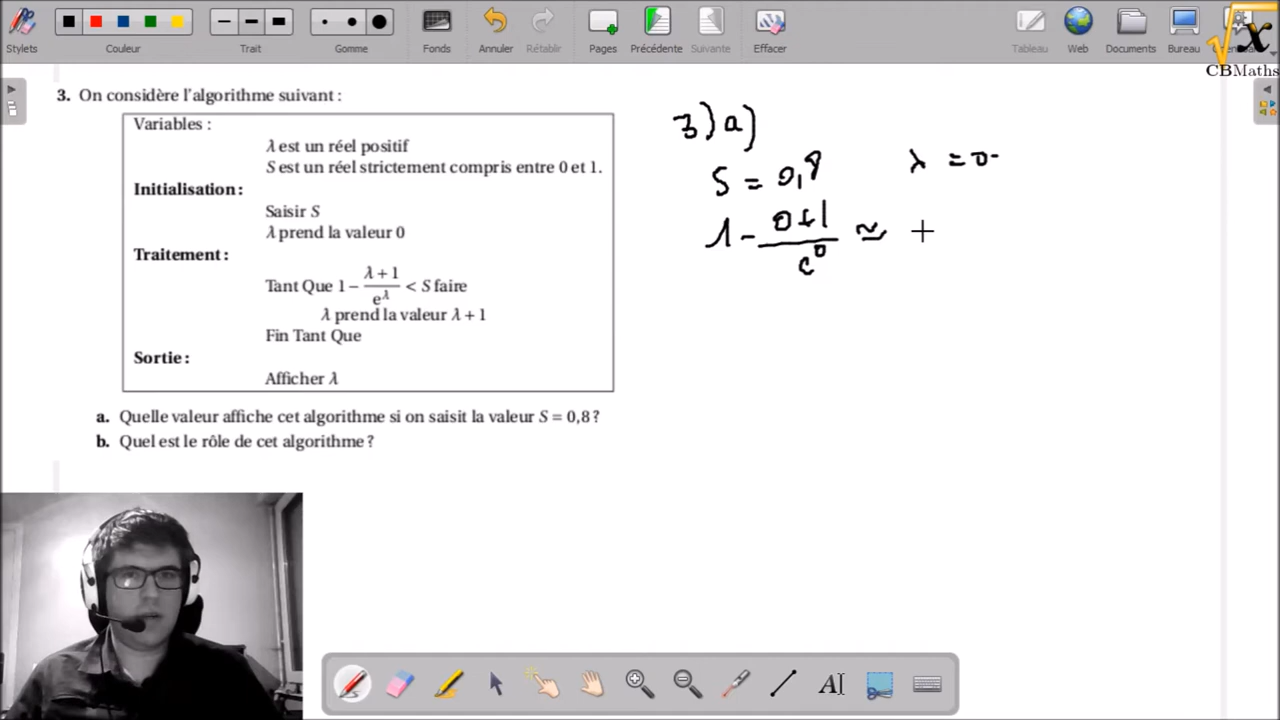 Stylets Couleur Trait Gomme Fonds Annuler Rétablir Pages Précédente Suivante Effacer Tableau Web Documents Bureau
CBMaths
3. On considère l'algorithme suivant :
Variables :
λ est un réel positif
S est un réel strictement compris entre 0 et 1.
Initialisation :
Saisir S
λ prend la valeur 0
Traitement :
Tant Que 1 − (λ + 1)/e^λ < S faire
λ prend la valeur λ + 1
Fin Tant Que
Sortie :
Afficher λ
a. Quelle valeur affiche cet algorithme si on saisit la valeur S = 0,8 ?
b. Quel est le rôle de cet algorithme ?
3) a)
S = 0,8 λ = 0
1 − (0+1)/e^0 ≈